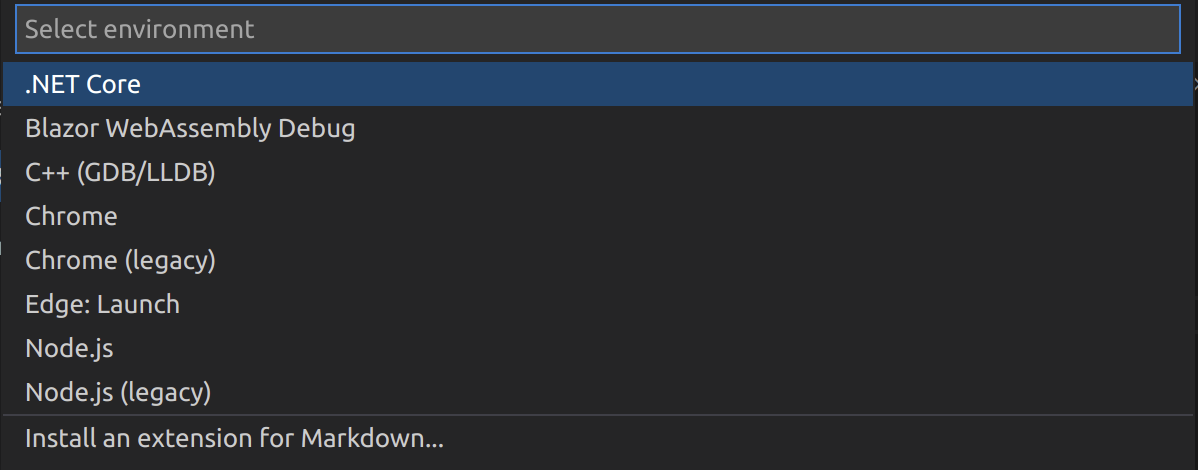 Select environment
.NET Core
Blazor WebAssembly Debug
C++ (GDB/LLDB)
Chrome
Chrome (legacy)
Edge: Launch
Node.js
Node.js (legacy)
Install an extension for Markdown...